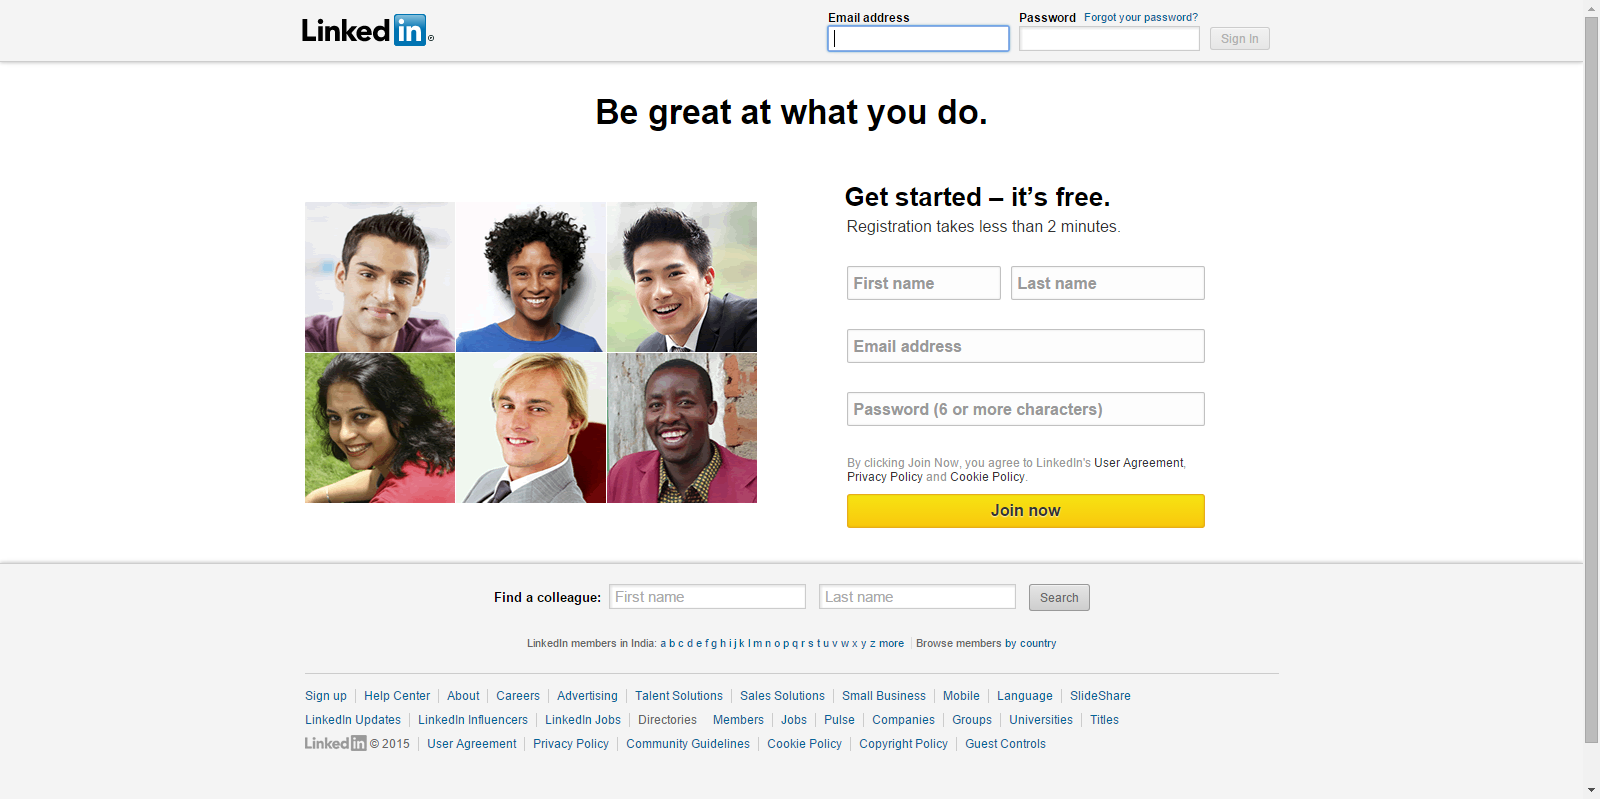 Linked in ®
Email address
Password Forgot your password?
Sign In
Be great at what you do.
Get started – it's free.
Registration takes less than 2 minutes.
First name Last name
Email address
Password (6 or more characters)
By clicking Join Now, you agree to LinkedIn's User Agreement,
Privacy Policy and Cookie Policy.
Join now
Find a colleague: First name Last name Search
LinkedIn members in India: a b c d e f g h i j k l m n o p q r s t u v w x y z more Browse members by country
Sign up Help Center About Careers Advertising Talent Solutions Sales Solutions Small Business Mobile Language SlideShare
LinkedIn Updates LinkedIn Influencers LinkedIn Jobs Directories Members Jobs Pulse Companies Groups Universities Titles
Linked in © 2015 User Agreement Privacy Policy Community Guidelines Cookie Policy Copyright Policy Guest Controls